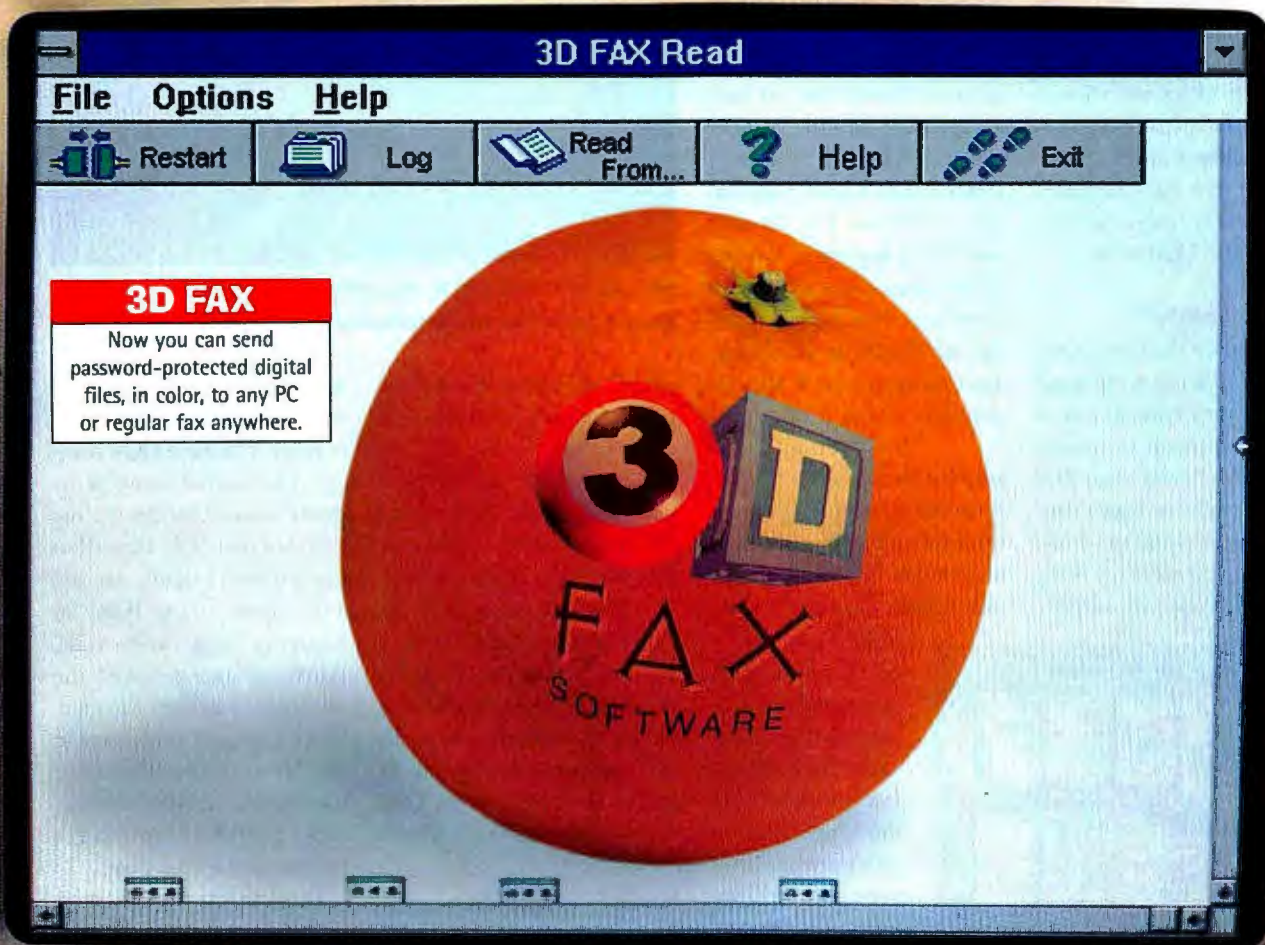 3D FAX Read
File Options Help
Restart Log Read From... Help Exit
3D FAX
Now you can send
password-protected digital
files, in color, to any PC
or regular fax anywhere.
3 D
FAX
SOFTWARE